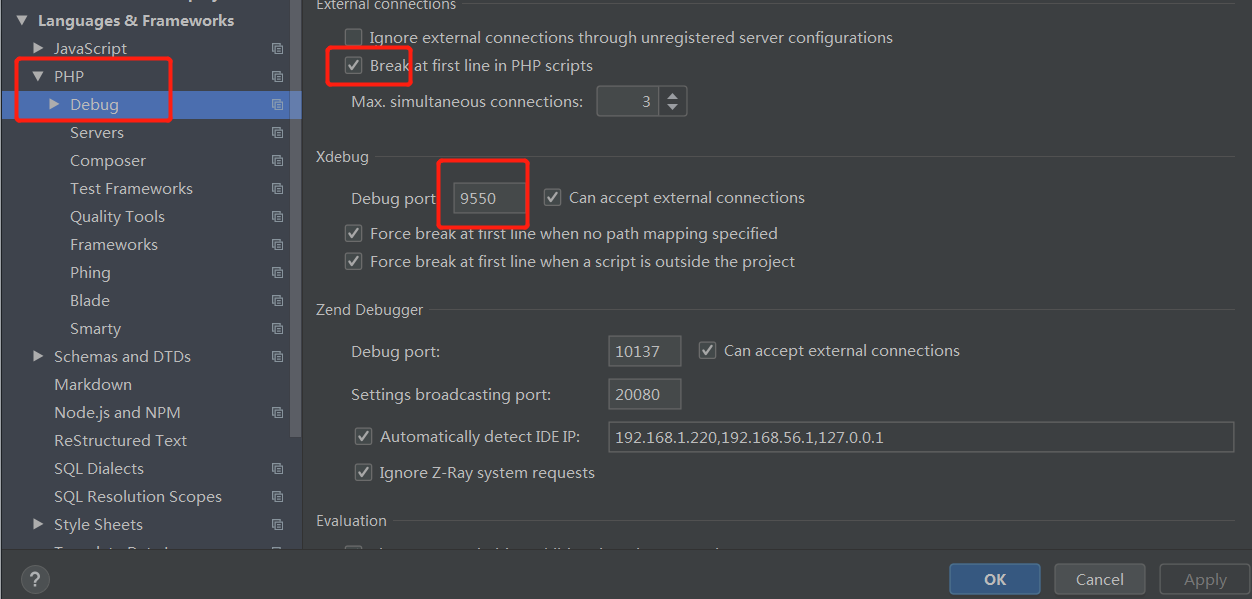 Languages & Frameworks
JavaScript
PHP
Debug
Servers
Composer
Test Frameworks
Quality Tools
Frameworks
Phing
Blade
Smarty
Schemas and DTDs
Markdown
Node.js and NPM
ReStructured Text
SQL Dialects
SQL Resolution Scopes
Style Sheets
External connections
Ignore external connections through unregistered server configurations
Break at first line in PHP scripts
Max. simultaneous connections: 3
Xdebug
Debug port 9550 Can accept external connections
Force break at first line when no path mapping specified
Force break at first line when a script is outside the project
Zend Debugger
Debug port: 10137 Can accept external connections
Settings broadcasting port: 20080
Automatically detect IDE IP: 192.168.1.220,192.168.56.1,127.0.0.1
Ignore Z-Ray system requests
Evaluation
? OK Cancel Apply